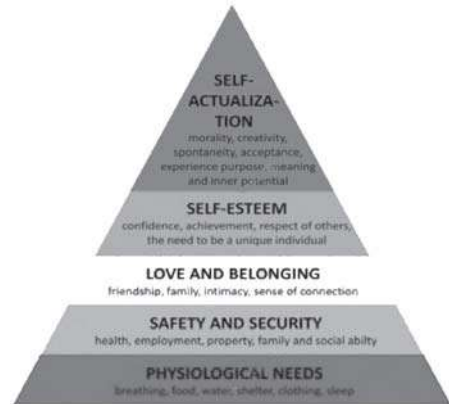 SELF-
ACTUALIZA-
TION
morality, creativity,
spontaneity, acceptance,
experience purpose, meaning
and inner potential
SELF-ESTEEM
confidence, achievement, respect of others,
the need to be a unique individual
LOVE AND BELONGING
friendship, family, intimacy, sense of connection
SAFETY AND SECURITY
health, employment, property, family and social abilty
PHYSIOLOGICAL NEEDS
breathing, food, water, shelter, clothing, sleep